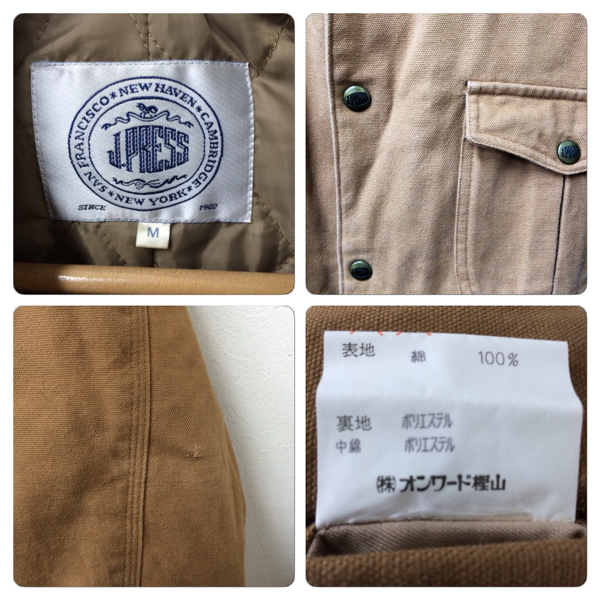 SAN FRANCISCO★NEW HAVEN★CAMBRIDGE★NEW YORK★
J.PRESS
SINCE 1902
M
J.PRESS
表地 綿 100%
裏地 ポリエステル
中綿 ポリエステル
(株)オンワード樫山